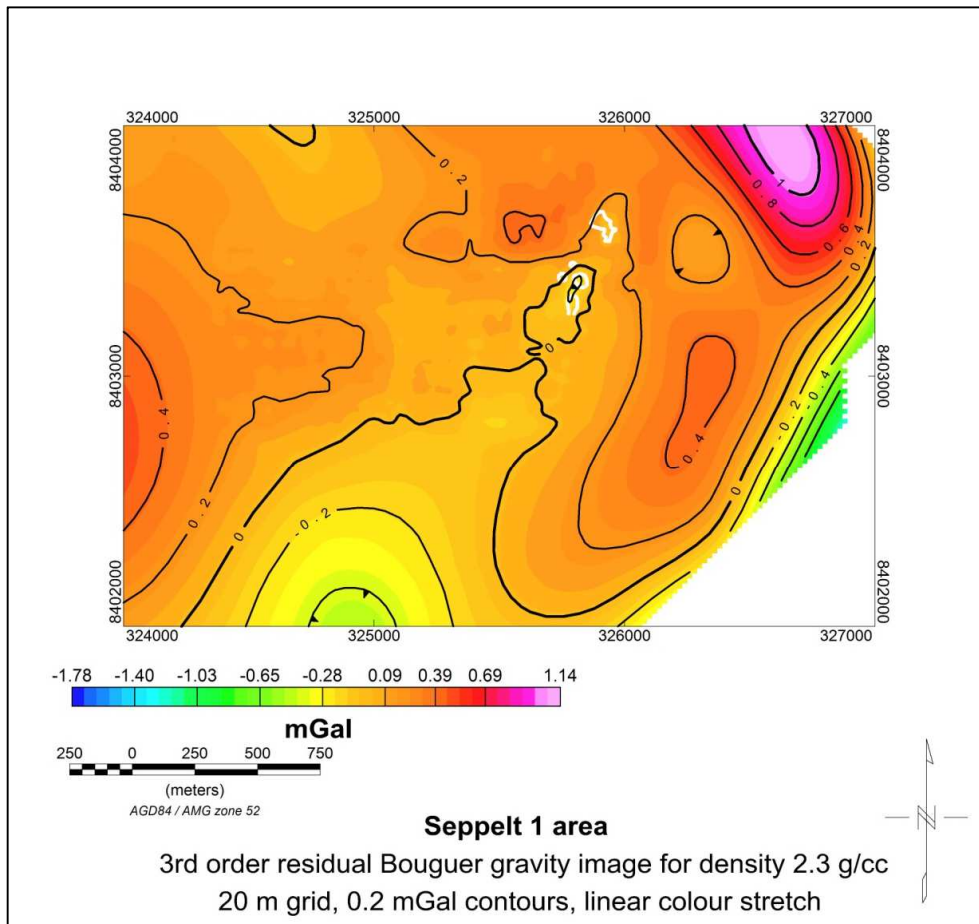 324000 325000 326000 327000
8404000 8404000
0.2
1
0.8
0.6
0.4
0.2
8403000 0 8403000
0.4 0.4 -0.4
-0.2
0
0.2 0
-0.2
8402000 8402000
324000 325000 326000 327000
-1.78 -1.40 -1.03 -0.65 -0.28 0.09 0.39 0.69 1.14
mGal
250 0 250 500 750
(meters)
AGD84 / AMG zone 52
N
Seppelt 1 area
3rd order residual Bouguer gravity image for density 2.3 g/cc
20 m grid, 0.2 mGal contours, linear colour stretch